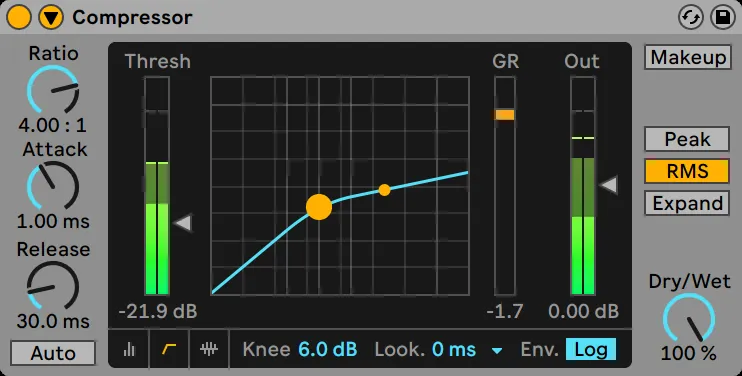 Compressor
Ratio
4.00 : 1
Attack
1.00 ms
Release
30.0 ms
Auto
Thresh
-21.9 dB
GR
-1.7
Out
0.00 dB
Knee 6.0 dB Look. 0 ms Env. Log
Makeup
Peak
RMS
Expand
Dry/Wet
100 %